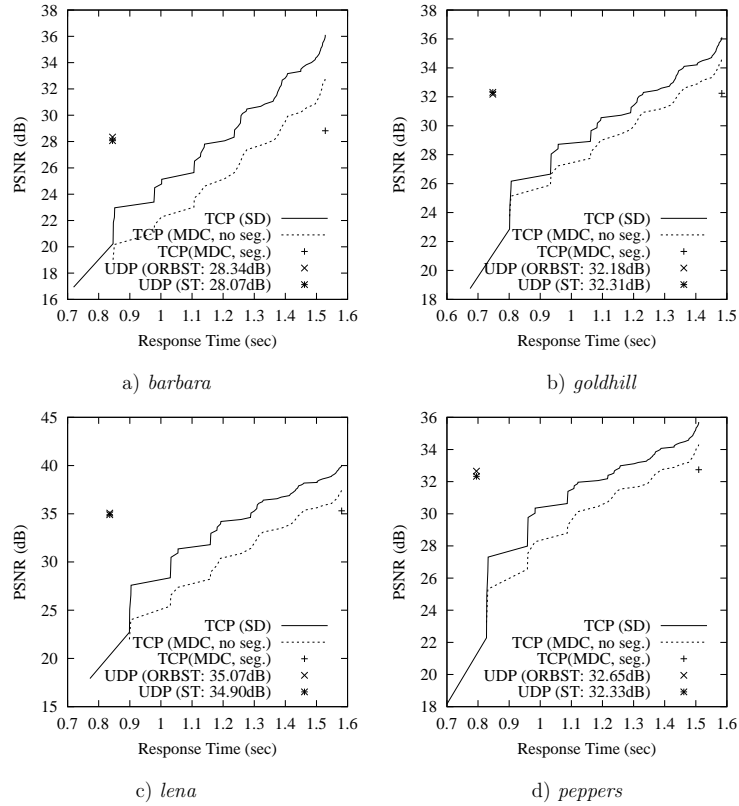 36
34
32
30
28
26
24
22
20
18
16
PSNR (dB)
TCP (SD)
TCP (MDC, no seg.)
TCP(MDC, seg.)
UDP (ORBST: 28.34dB)
UDP (ST: 28.07dB)
0.7 0.8 0.9 1 1.1 1.2 1.3 1.4 1.5 1.6
Response Time (sec)
a) barbara
38
36
34
32
30
28
26
24
22
20
18
PSNR (dB)
TCP (SD)
TCP (MDC, no seg.)
TCP(MDC, seg.)
UDP (ORBST: 32.18dB)
UDP (ST: 32.31dB)
0.6 0.7 0.8 0.9 1 1.1 1.2 1.3 1.4 1.5
Response Time (sec)
b) goldhill
45
40
35
30
25
20
15
PSNR (dB)
TCP (SD)
TCP (MDC, no seg.)
TCP(MDC, seg.)
UDP (ORBST: 35.07dB)
UDP (ST: 34.90dB)
0.7 0.8 0.9 1 1.1 1.2 1.3 1.4 1.5 1.6
Response Time (sec)
c) lena
36
34
32
30
28
26
24
22
20
18
PSNR (dB)
TCP (SD)
TCP (MDC, no seg.)
TCP(MDC, seg.)
UDP (ORBST: 32.65dB)
UDP (ST: 32.33dB)
0.7 0.8 0.9 1 1.1 1.2 1.3 1.4 1.5 1.6
Response Time (sec)
d) peppers